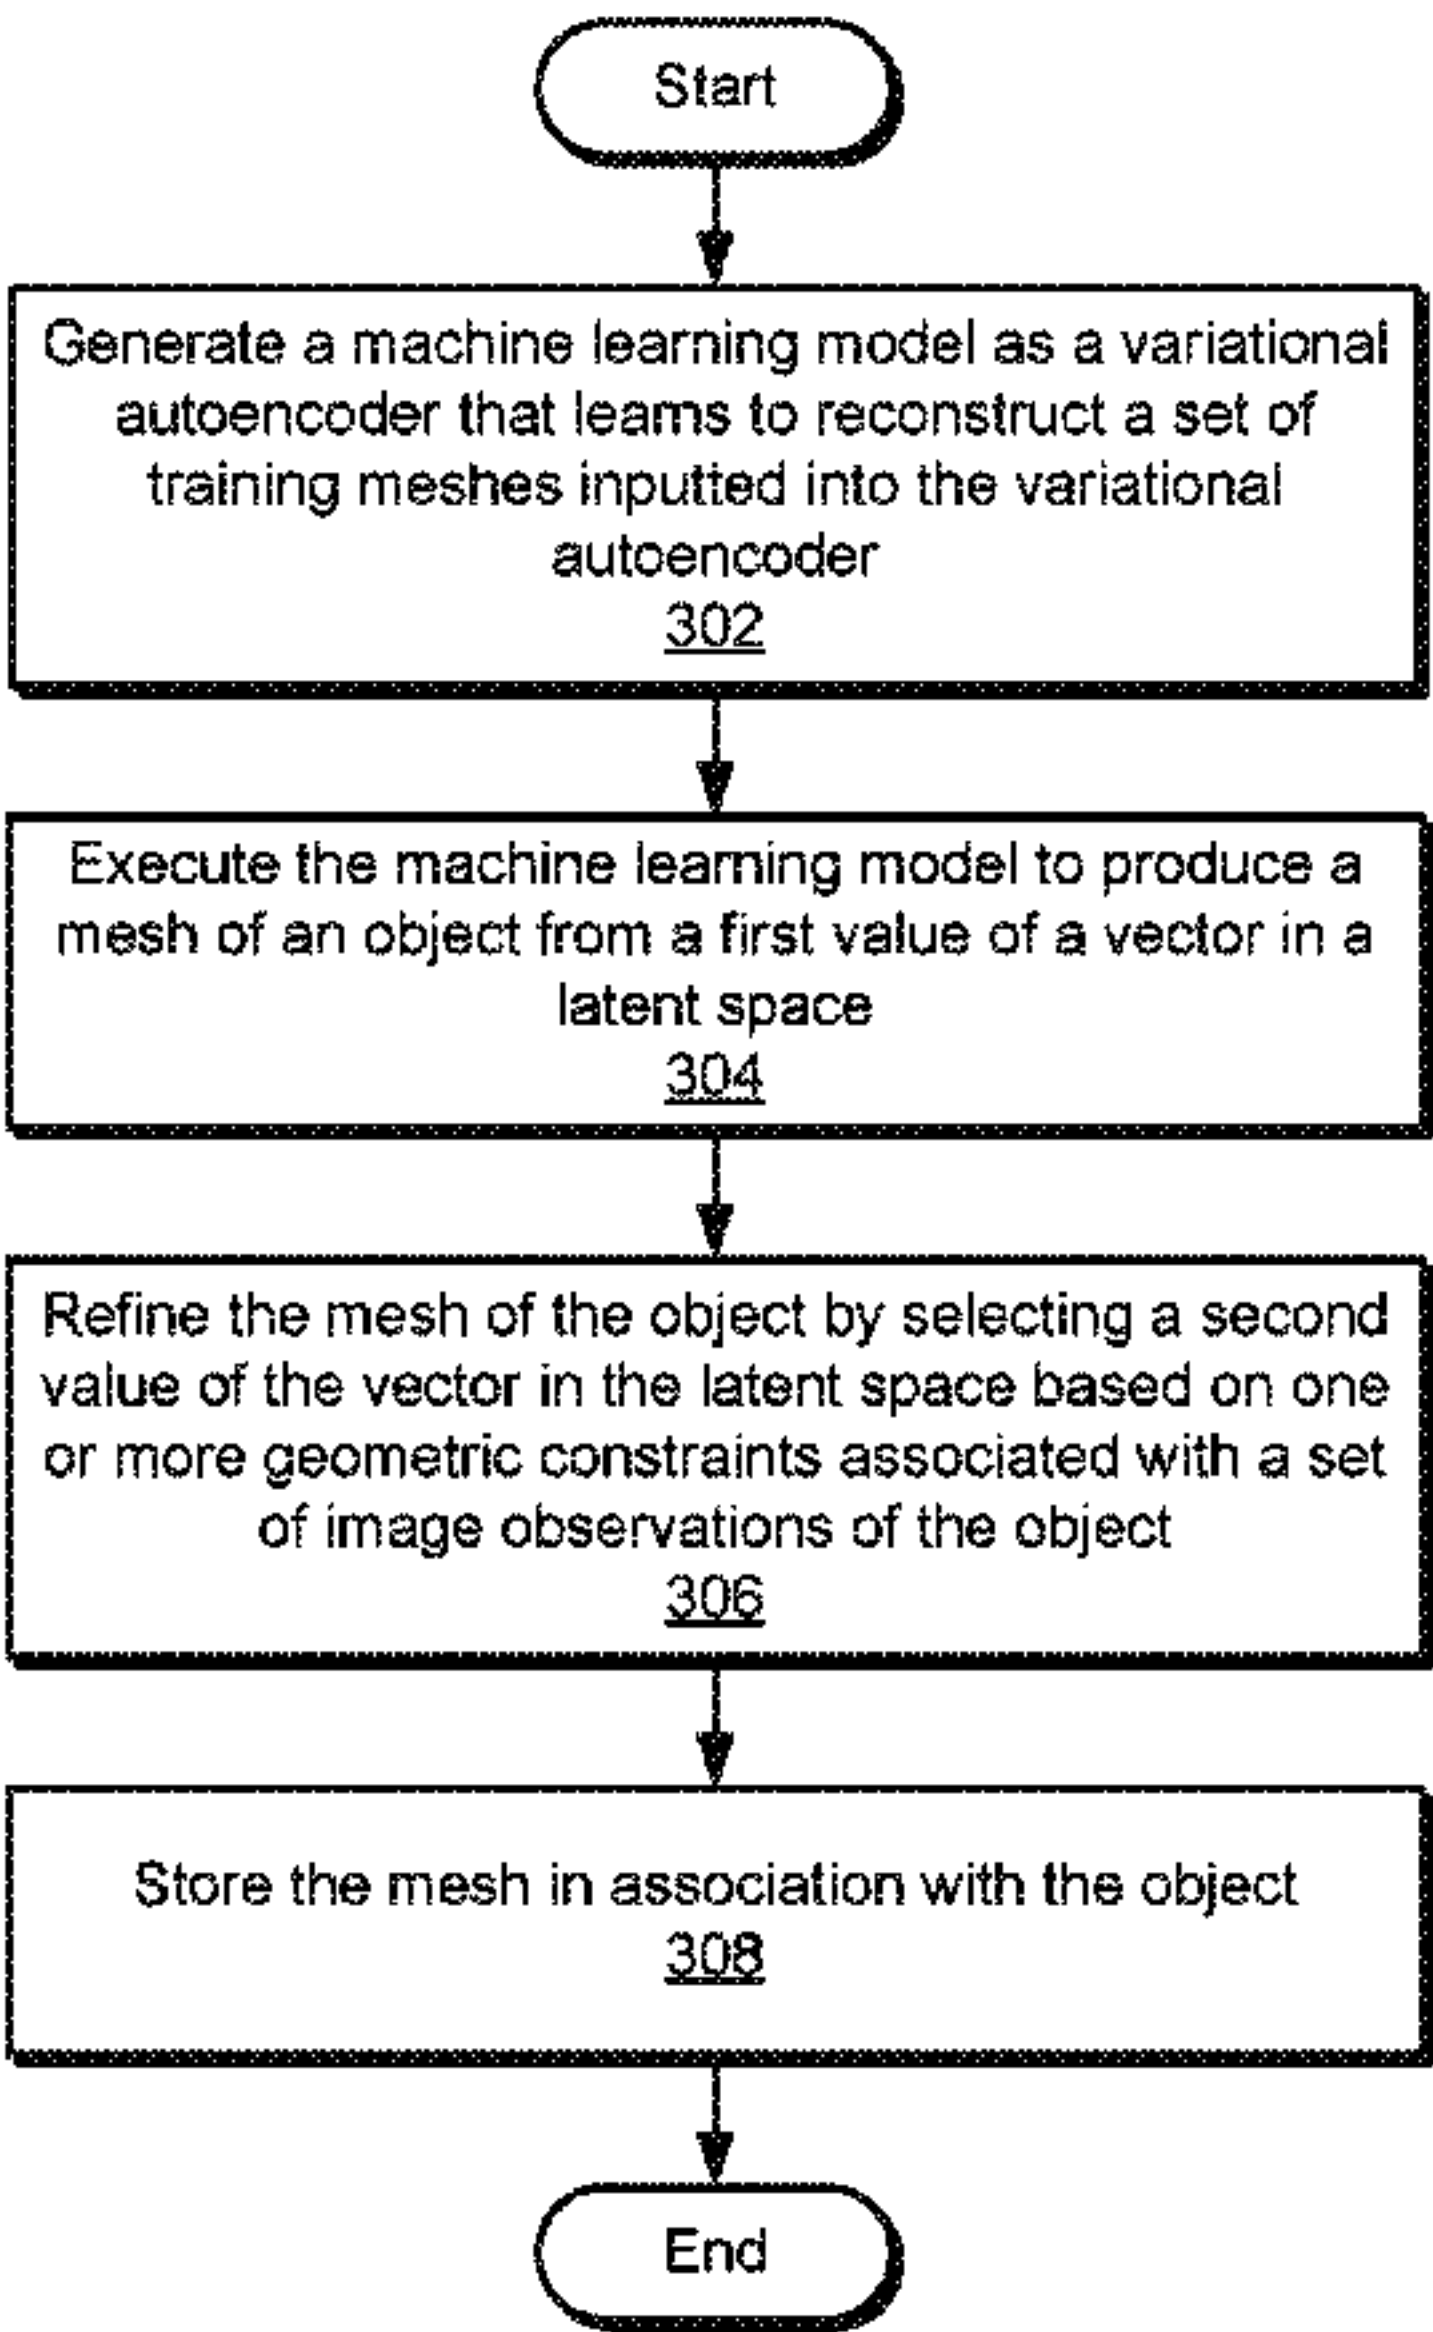 Start
Generate a machine learning model as a variational
autoencoder that learns to reconstruct a set of
training meshes inputted into the variational
autoencoder
302
Execute the machine learning model to produce a
mesh of an object from a first value of a vector in a
latent space
304
Refine the mesh of the object by selecting a second
value of the vector in the latent space based on one
or more geometric constraints associated with a set
of image observations of the object
306
Store the mesh in association with the object
308
End